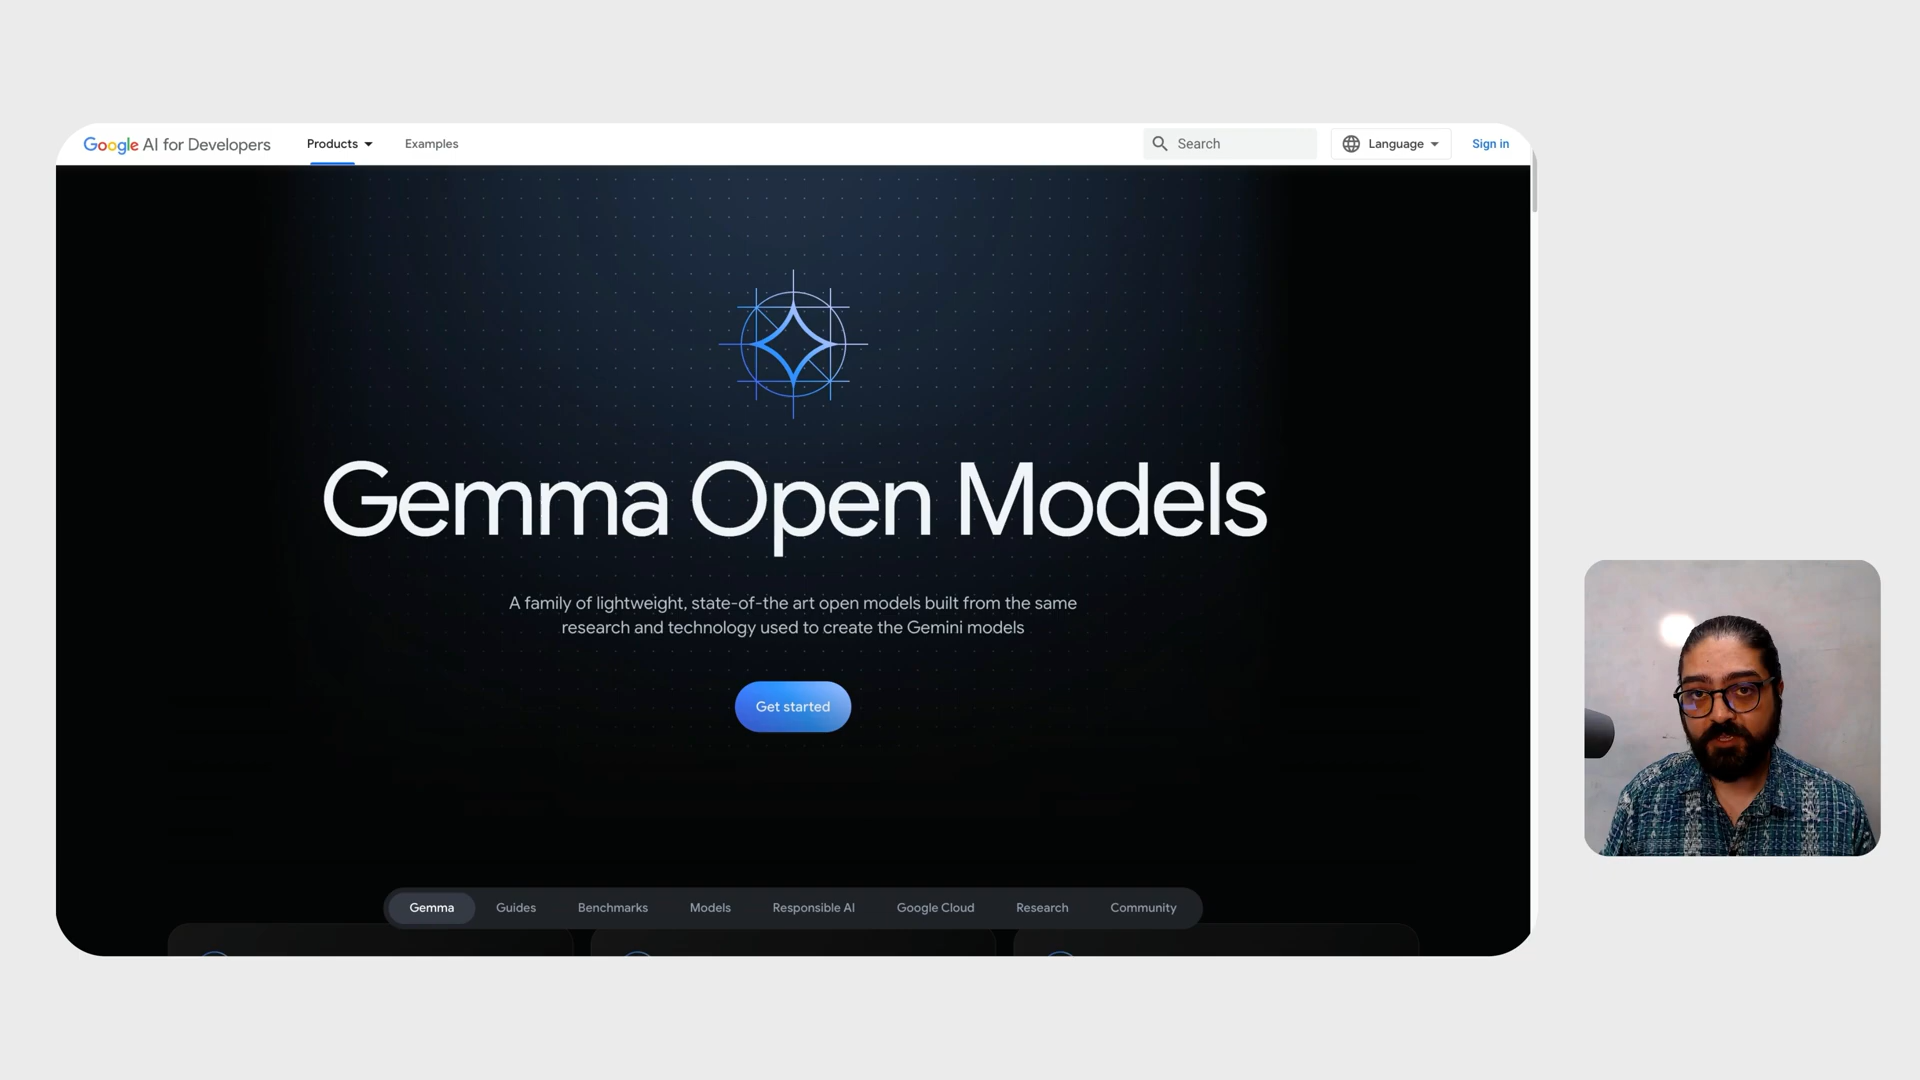 Google AI for Developers
Products
Examples
Search
Language
Sign in
Gemma Open Models
A family of lightweight, state-of-the art open models built from the same
research and technology used to create the Gemini models
Get started
Gemma
Guides
Benchmarks
Models
Responsible AI
Google Cloud
Research
Community